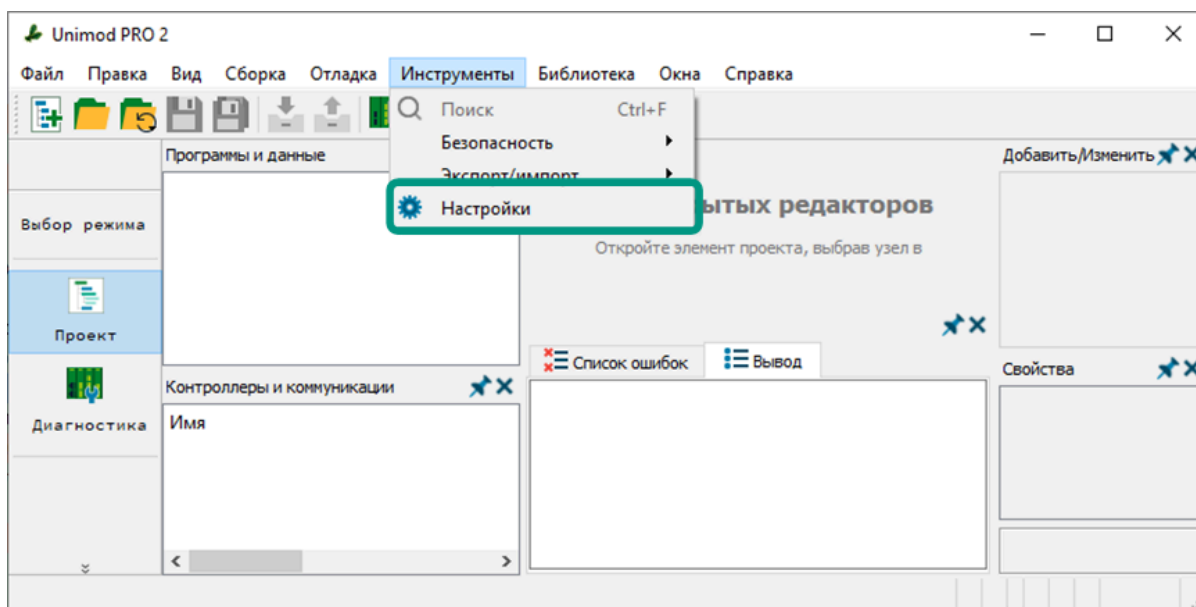 Unimod PRO 2
Файл Правка Вид Сборка Отладка Инструменты Библиотека Окна Справка
Поиск Ctrl+F
Безопасность
Экспорт/импорт
Настройки
Программы и данные
Добавить/Изменить
Выбор режима
ытых редакторов
Откройте элемент проекта, выбрав узел в
Проект
Список ошибок
Вывод
Свойства
Контроллеры и коммуникации
Имя
Диагностика